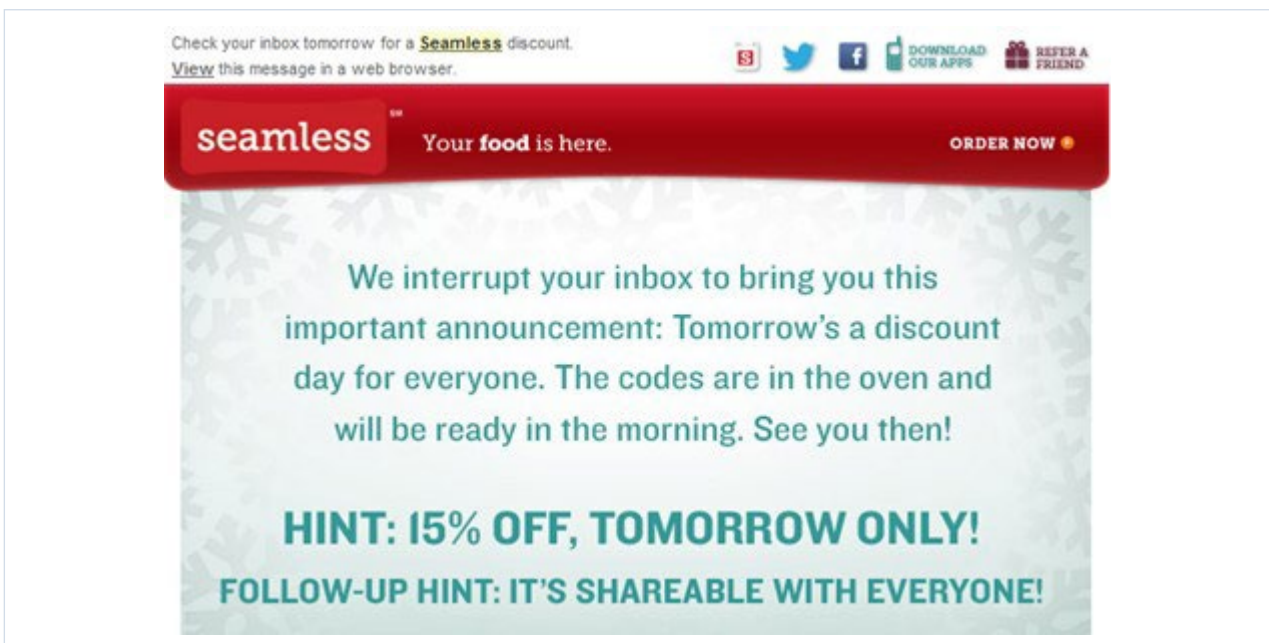 Check your inbox tomorrow for a Seamless discount.
View this message in a web browser.
S
f
DOWNLOAD
OUR APPS
REFER A
FRIEND
seamless SM
Your food is here.
ORDER NOW
We interrupt your inbox to bring you this
important announcement: Tomorrow's a discount
day for everyone. The codes are in the oven and
will be ready in the morning. See you then!
HINT: 15% OFF, TOMORROW ONLY!
FOLLOW-UP HINT: IT'S SHAREABLE WITH EVERYONE!